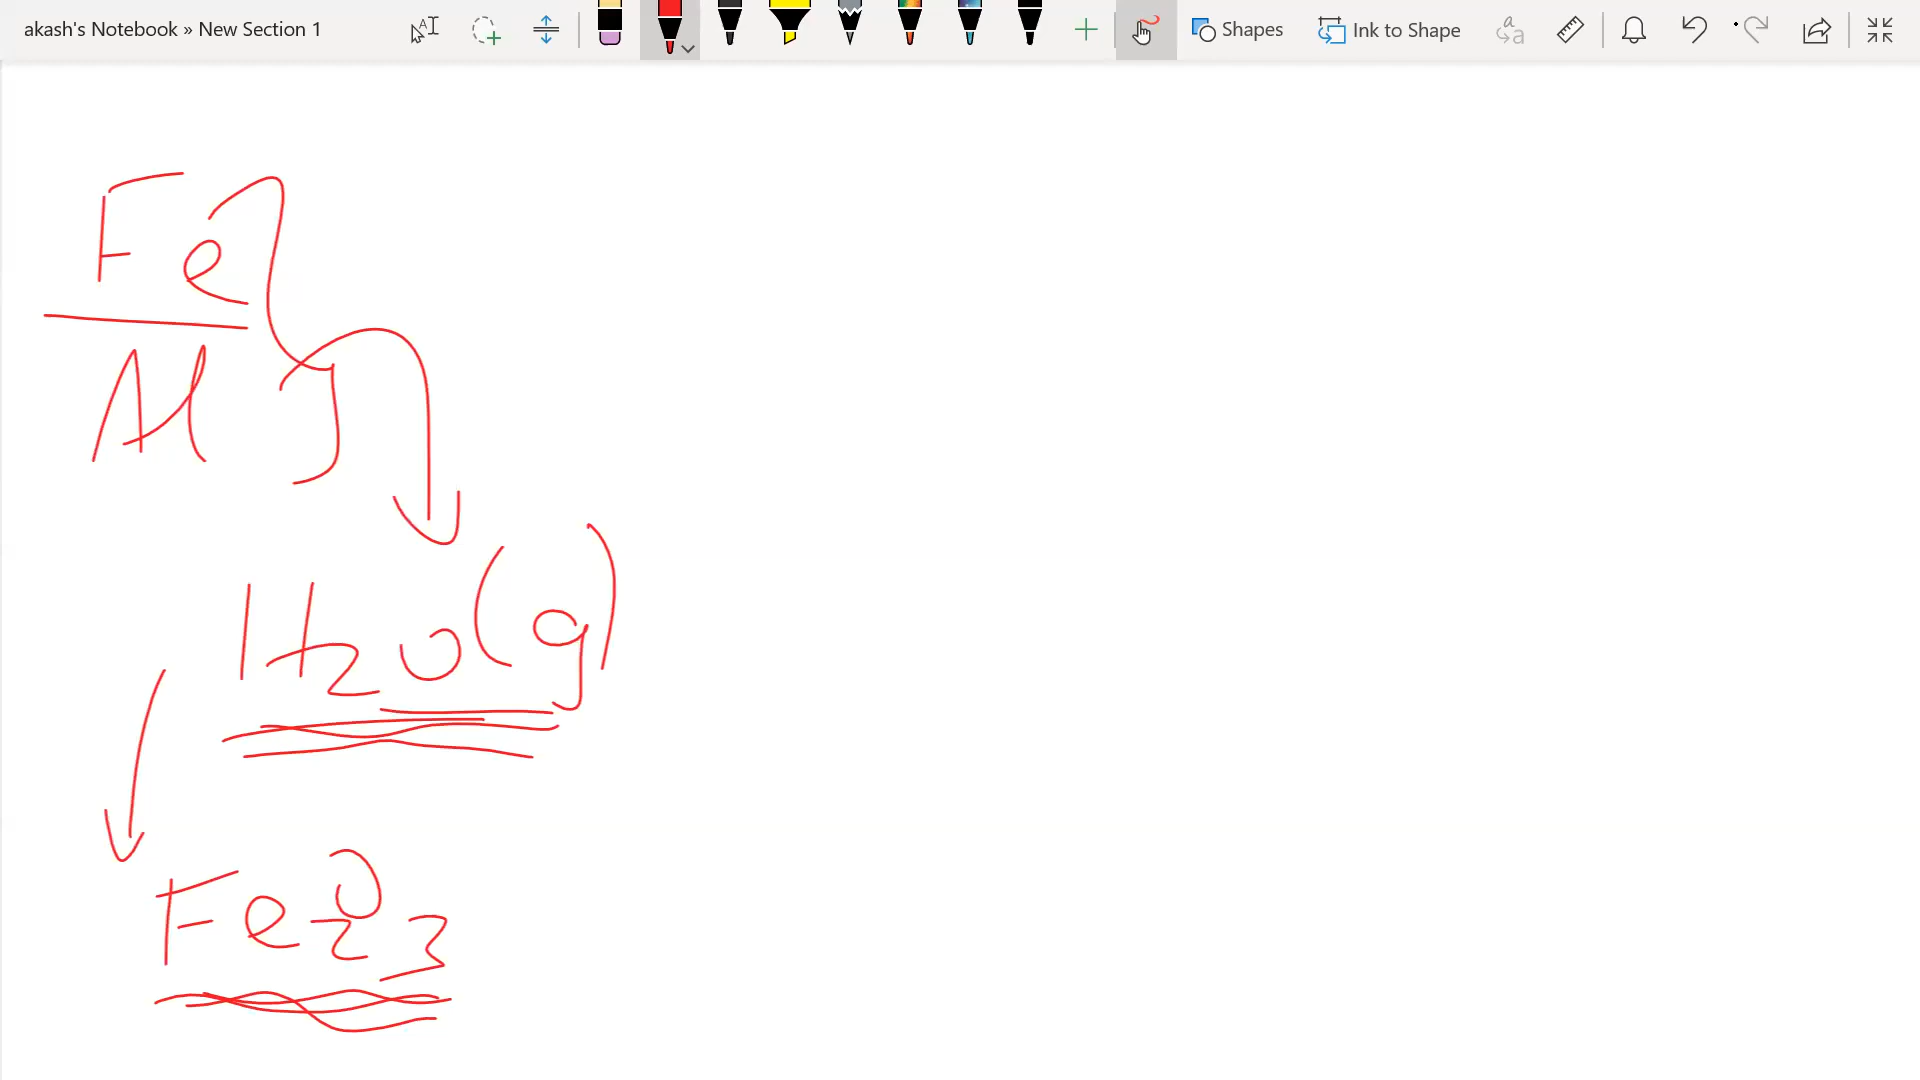 akash's Notebook » New Section 1
Shapes
Ink to Shape
Fe
Al
H2O(g)
Fe2O3